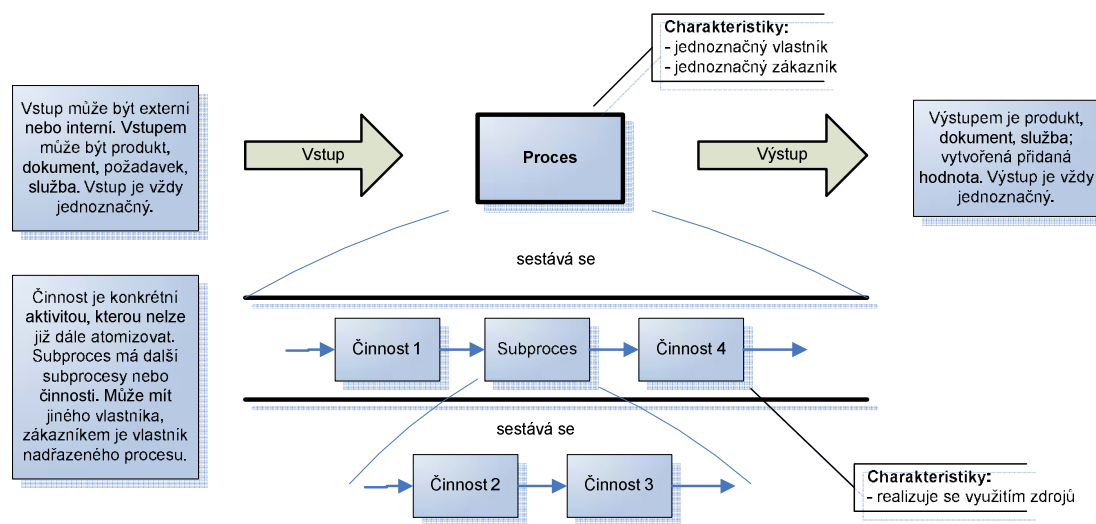 Charakteristiky:
- jednoznačný vlastník
- jednoznačný zákazník
Vstup může být externí
nebo interní. Vstupem
může být produkt,
dokument, požadavek,
služba. Vstup je vždy
jednoznačný.
Vstup
Proces
Výstup
Výstupem je produkt,
dokument, služba;
vytvořená přidaná
hodnota. Výstup je vždy
jednoznačný.
sestává se
Činnost je konkrétní
aktivitou, kterou nelze
již dále atomizovat.
Subproces má další
subprocesy nebo
činnosti. Může mít
jiného vlastníka,
zákazníkem je vlastník
nadřazeného procesu.
Činnost 1
Subproces
Činnost 4
sestává se
Činnost 2
Činnost 3
Charakteristiky:
- realizuje se využitím zdrojů